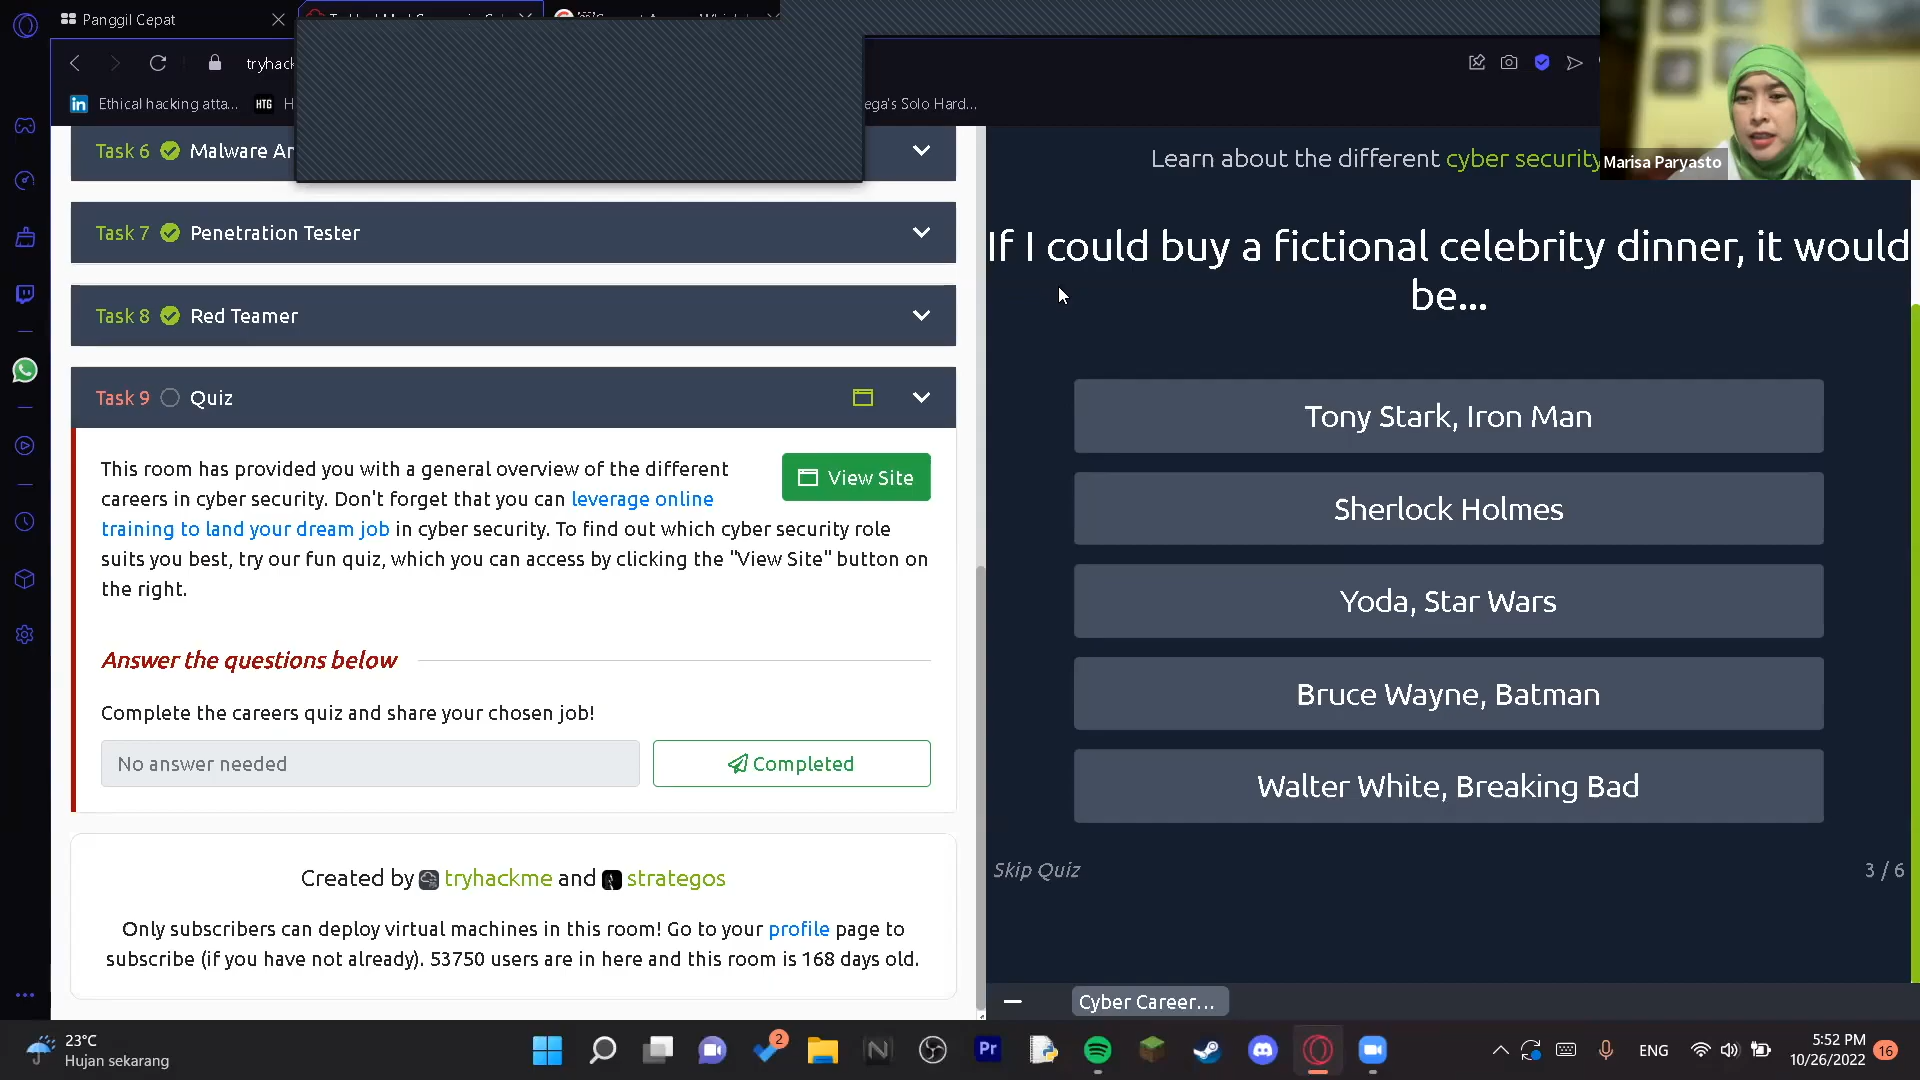 Panggil Cepat
tryhack
Ethical hacking atta...
HTG
H
ega's Solo Hard...
Marisa Paryasto
Task 6
Malware An
Task 7
Penetration Tester
Task 8
Red Teamer
Task 9
Quiz
This room has provided you with a general overview of the different
careers in cyber security. Don't forget that you can leverage online
training to land your dream job in cyber security. To find out which cyber security role
suits you best, try our fun quiz, which you can access by clicking the "View Site" button on
the right.
View Site
Answer the questions below
Complete the careers quiz and share your chosen job!
No answer needed
Completed
Created by tryhackme and strategos
Only subscribers can deploy virtual machines in this room! Go to your profile page to
subscribe (if you have not already). 53750 users are in here and this room is 168 days old.
Learn about the different cyber security
If I could buy a fictional celebrity dinner, it would
be...
Tony Stark, Iron Man
Sherlock Holmes
Yoda, Star Wars
Bruce Wayne, Batman
Walter White, Breaking Bad
Skip Quiz
3 / 6
Cyber Career...
23°C
Hujan sekarang
2
Pr
ENG
5:52 PM
10/26/2022
16